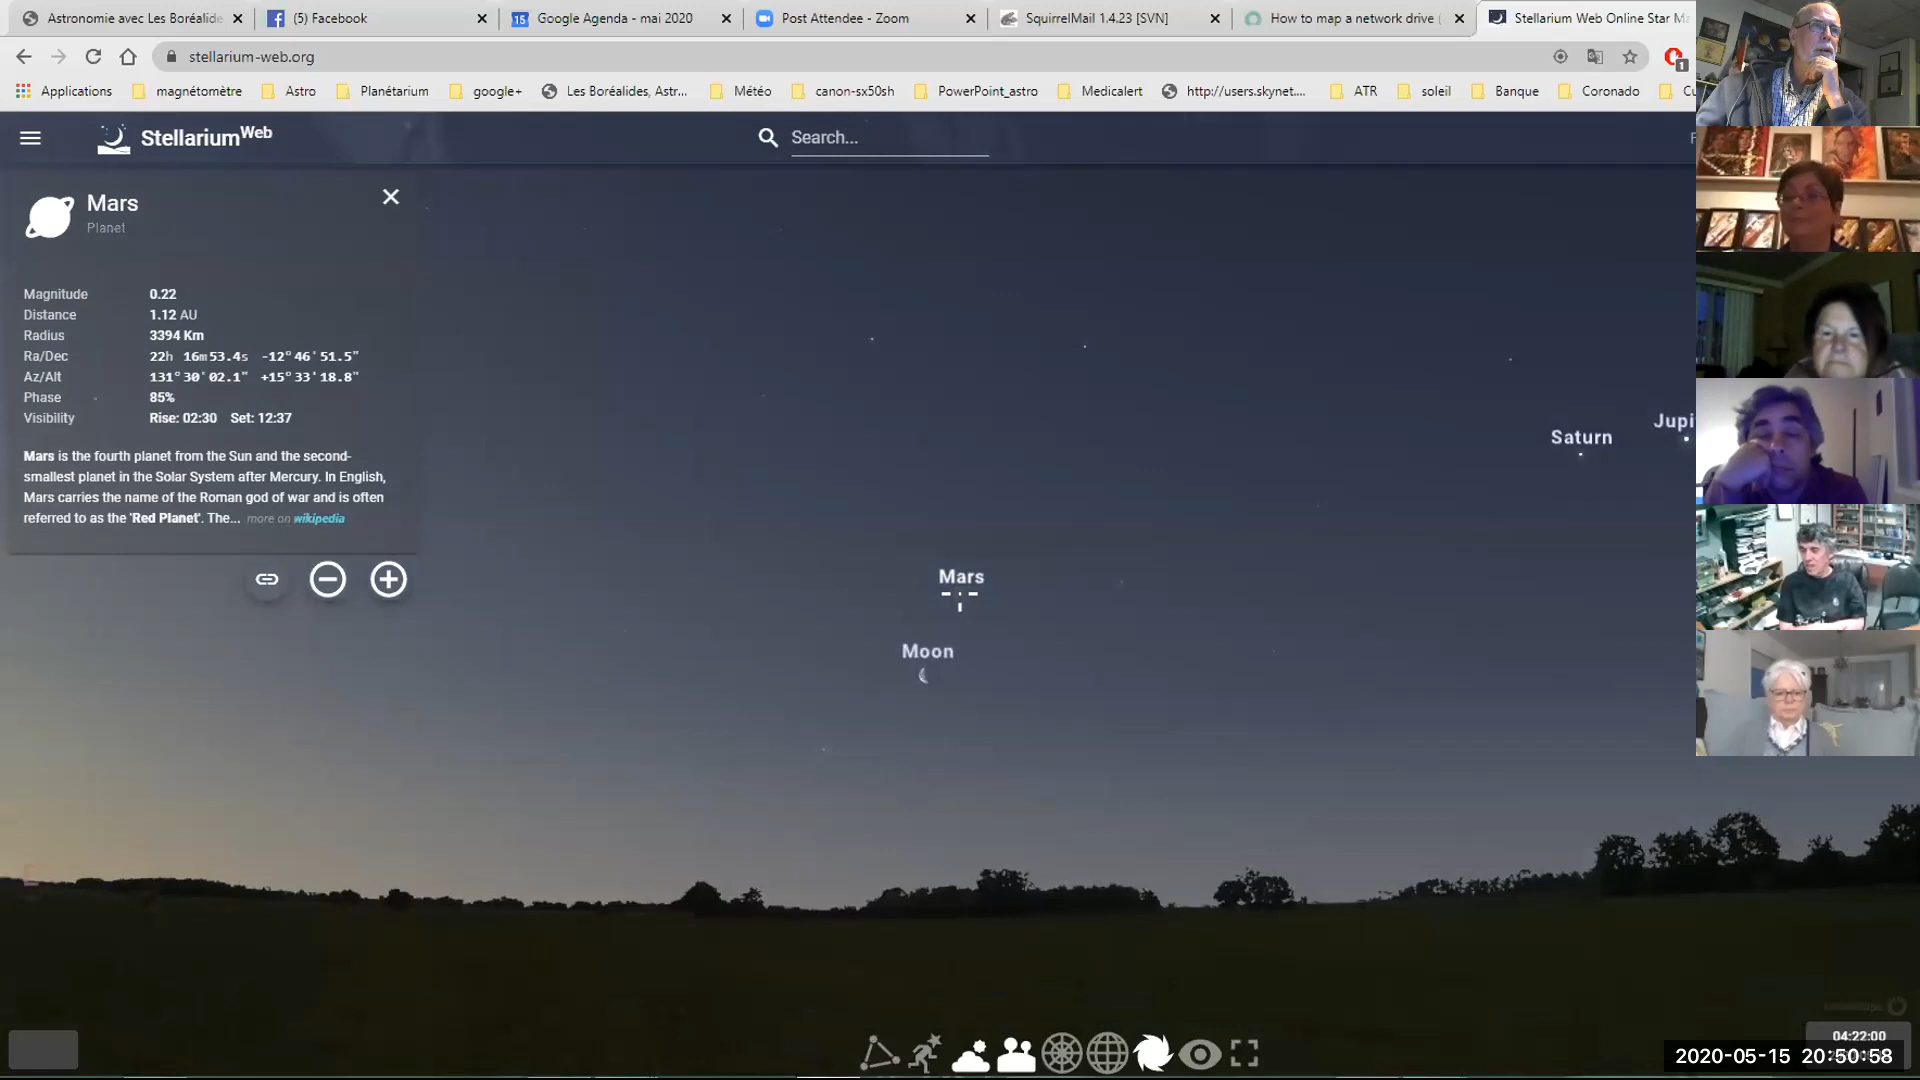 Astronomie avec Les Boréalide
(5) Facebook
Google Agenda - mai 2020
Post Attendee - Zoom
SquirrelMail 1.4.23 [SVN]
How to map a network drive (
Stellarium Web Online Star Ma
stellarium-web.org
1
Applications
magnétomètre
Astro
Planétarium
google+
Les Boréalides, Astr...
Météo
canon-sx50sh
PowerPoint_astro
Medicalert
http://users.skynet....
ATR
soleil
Banque
Coronado
Cu
StellariumWeb
Search...
Mars
Planet
Magnitude 0.22
Distance 1.12 AU
Radius 3394 Km
Ra/Dec 22h 16m 53.4s -12°46'51.5"
Az/Alt 131°30'02.1" +15°33'18.8"
Phase 85%
Visibility Rise: 02:30 Set: 12:37
Mars is the fourth planet from the Sun and the second-
smallest planet in the Solar System after Mercury. In English,
Mars carries the name of the Roman god of war and is often
referred to as the 'Red Planet'. The... more on wikipedia
Saturn
Jupi
Mars
Moon
04:22:00
2020-05-15 20:50:58